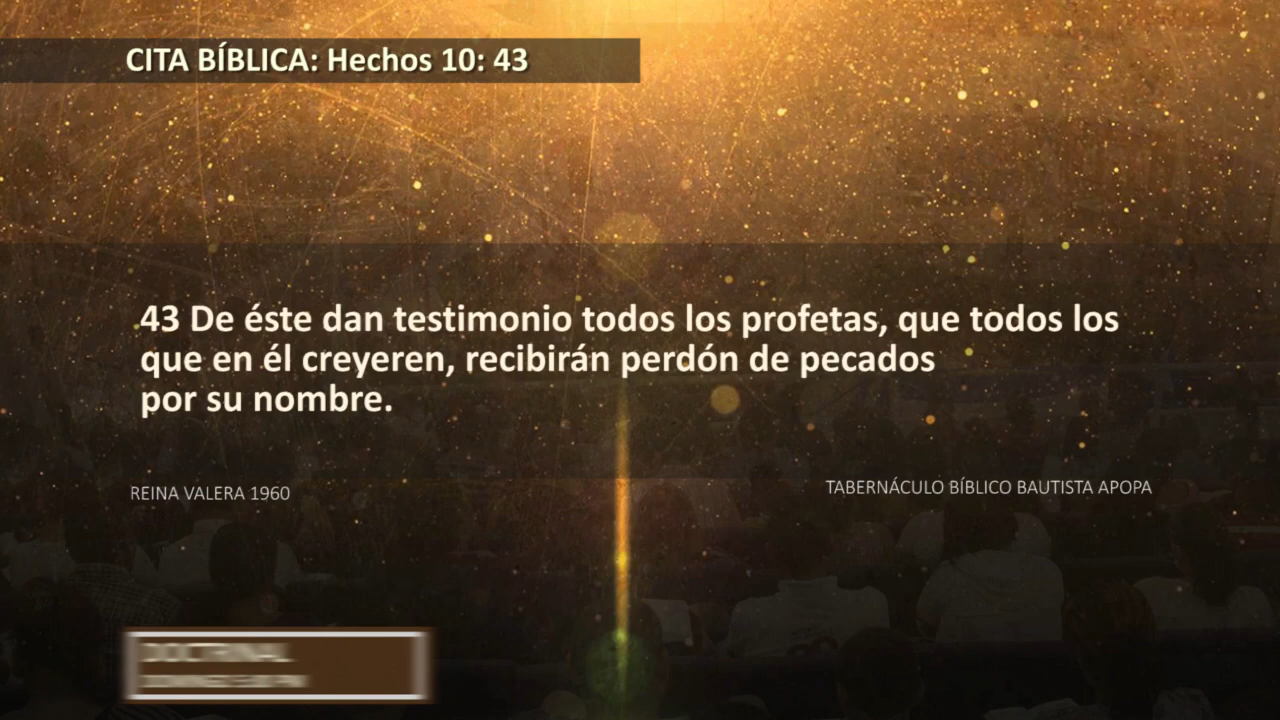 CITA BÍBLICA: Hechos 10: 43
43 De éste dan testimonio todos los profetas, que todos los
que en él creyeren, recibirán perdón de pecados
por su nombre.
REINA VALERA 1960
TABERNÁCULO BÍBLICO BAUTISTA APOPA
DOCTRINAL